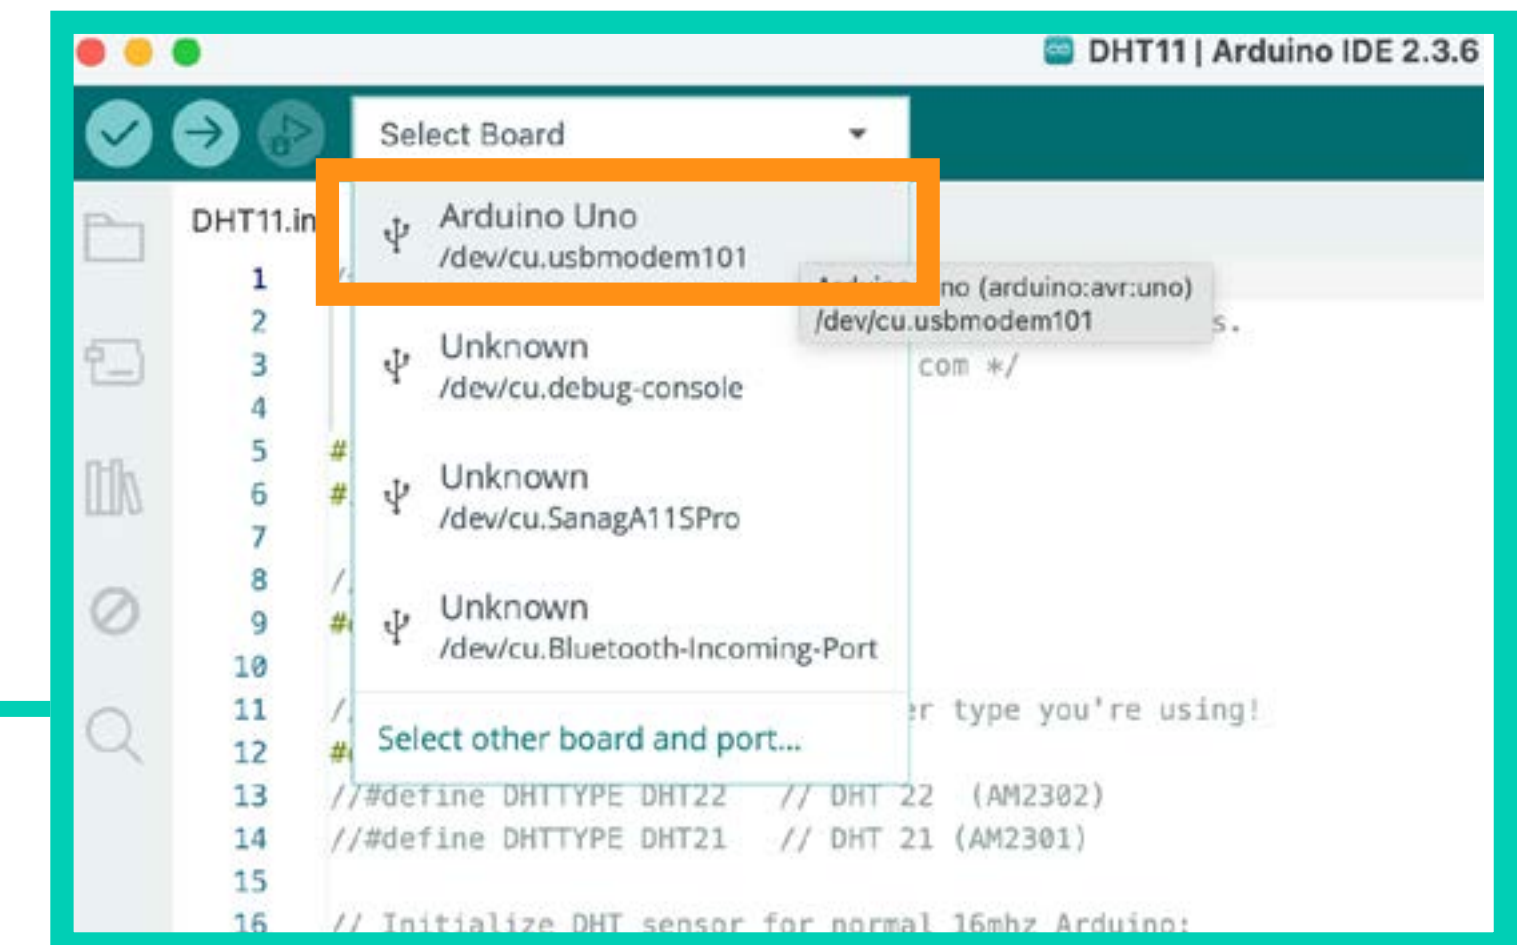 DHT11 | Arduino IDE 2.3.6
Select Board
DHT11.in
Arduino Uno
/dev/cu.usbmodem101
no (arduino:avr:uno)
/dev/cu.usbmodem101
Unknown
/dev/cu.debug-console
Unknown
/dev/cu.SanagA11SPro
Unknown
/dev/cu.Bluetooth-Incoming-Port
Select other board and port...
1
2 s.
3 com */
4
5 #
6 #
7
8 /
9 #
10
11 / er type you're using!
12 #
13 //#define DHTTYPE DHT22 // DHT 22 (AM2302)
14 //#define DHTTYPE DHT21 // DHT 21 (AM2301)
15
16 // Initialize DHT sensor for normal 16mhz Arduino: